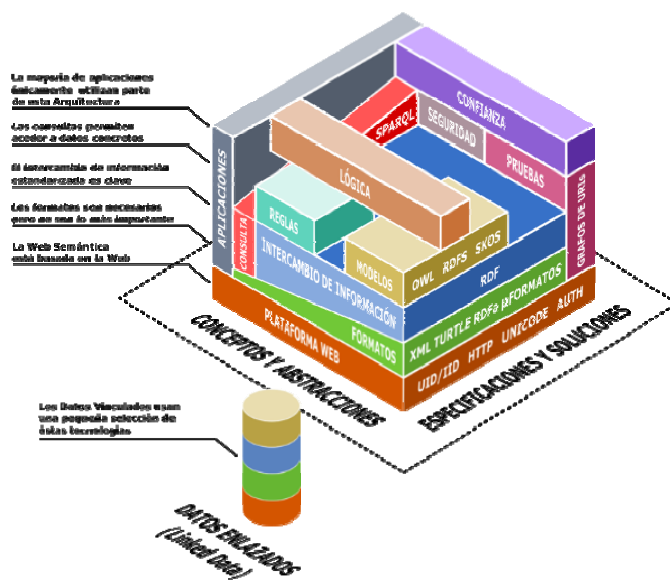 La mayoría de aplicaciones
únicamente utilizan parte
de esta Arquitectura
Las consultas permiten
acceder a datos concretos
El intercambio de información
estandarizada es clave
Los formatos son necesarios
pero no son lo más importante
La Web Semántica
está basada en la Web
APLICACIONES
CONSULTA
SPARQL
SEGURIDAD
CONFIANZA
PRUEBAS
GRAFOS DE URIS
LÓGICA
REGLAS
MODELOS
OWL RDFS SKOS
INTERCAMBIO DE INFORMACIÓN
RDF
FORMATOS
XML TURTLE RDFa µFORMATOS
PLATAFORMA WEB
UID/IID HTTP UNICODE AUTH
CONCEPTOS Y ABSTRACCIONES
ESPECIFICACIONES Y SOLUCIONES
Los Datos Vinculados usan
una pequeña selección de
éstas tecnologías
DATOS ENLAZADOS
(Linked Data)